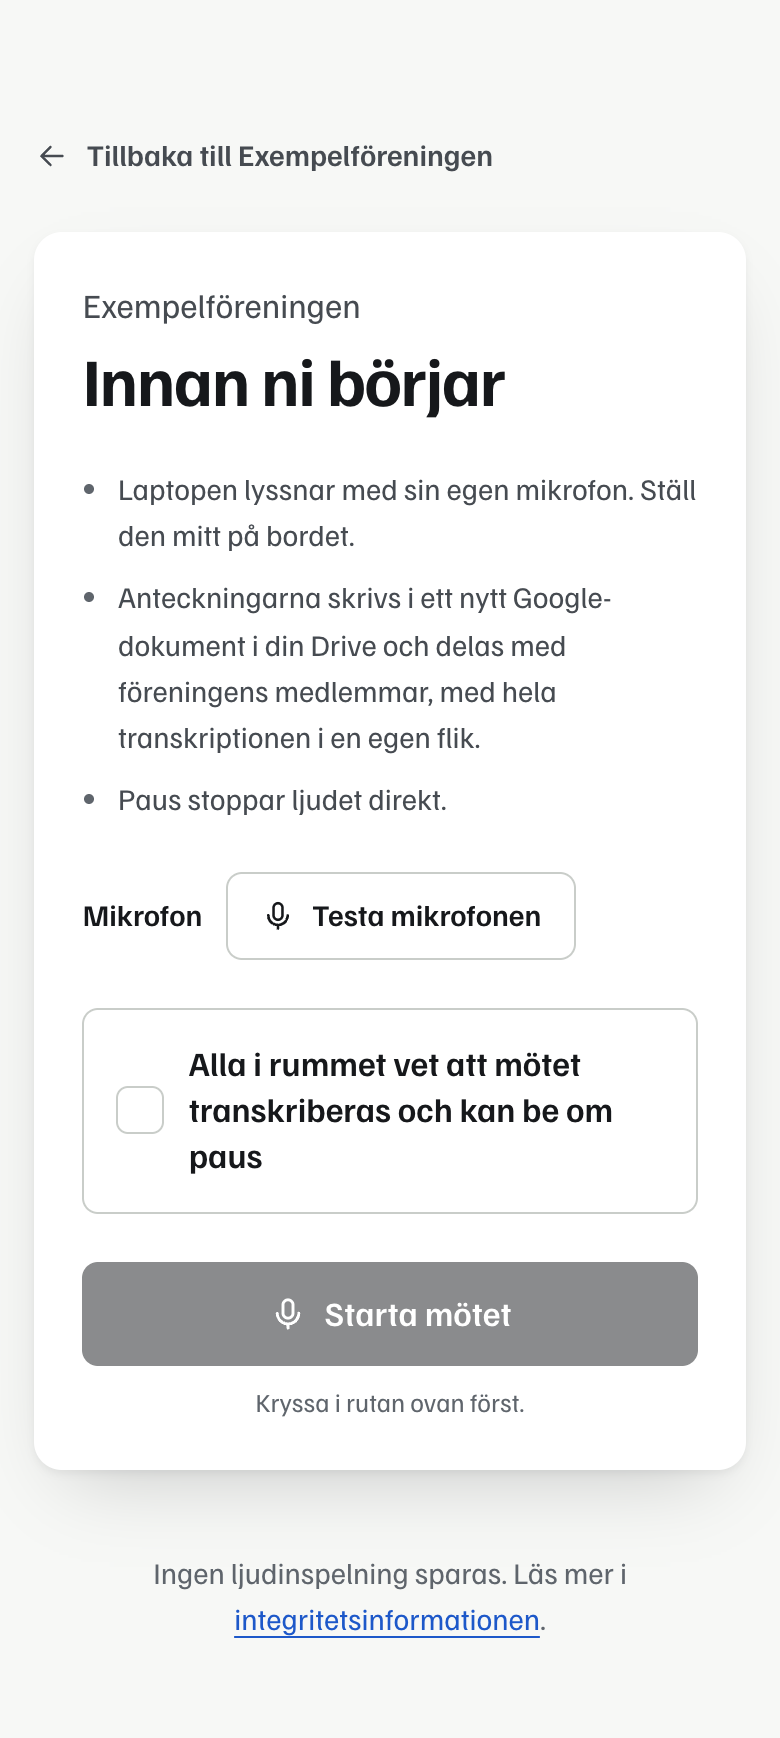 Tillbaka till Exempelföreningen
Exempelföreningen
Innan ni börjar
Laptopen lyssnar med sin egen mikrofon. Ställ
den mitt på bordet.
Anteckningarna skrivs i ett nytt Google-
dokument i din Drive och delas med
föreningens medlemmar, med hela
transkriptionen i en egen flik.
Paus stoppar ljudet direkt.
Mikrofon
Testa mikrofonen
Alla i rummet vet att mötet
transkriberas och kan be om
paus
Starta mötet
Kryssa i rutan ovan först.
Ingen ljudinspelning sparas. Läs mer i
integritetsinformationen.